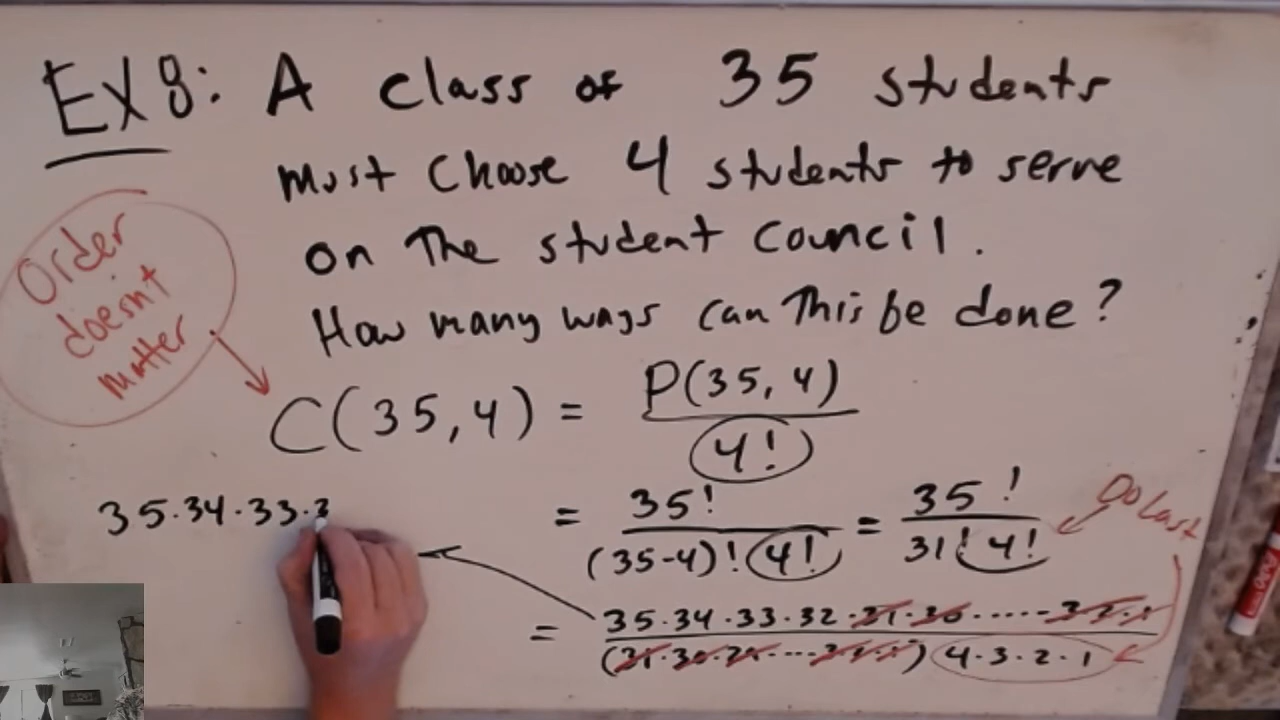 Ex 8: A class of 35 students
must choose 4 students to serve
on The student council.
How many ways can This be done?
Order
doesn't
matter
C(35,4) = P(35,4) / 4!
= 35! / (35-4)! 4! = 35! / 31! 4!
Do Last
35·34·33·3
= 35·34·33·32·31·30·.....·3·2·1 / (31·30·29·...·3·2·1) 4·3·2·1